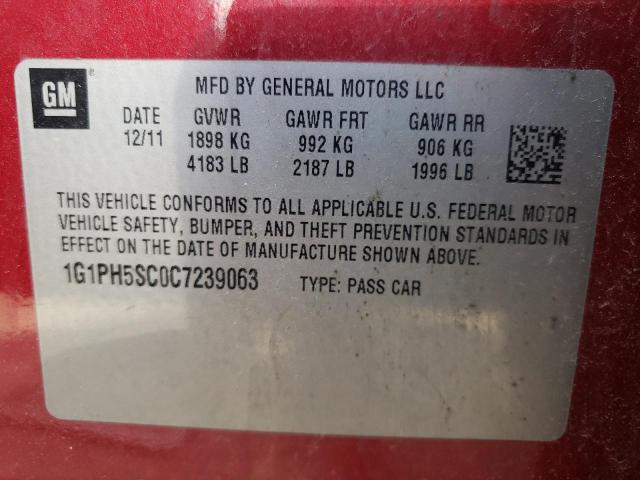 GM
MFD BY GENERAL MOTORS LLC
DATE GVWR GAWR FRT GAWR RR
12/11 1898 KG 992 KG 906 KG
4183 LB 2187 LB 1996 LB
THIS VEHICLE CONFORMS TO ALL APPLICABLE U.S. FEDERAL MOTOR
VEHICLE SAFETY, BUMPER, AND THEFT PREVENTION STANDARDS IN
EFFECT ON THE DATE OF MANUFACTURE SHOWN ABOVE.
1G1PH5SC0C7239063 TYPE: PASS CAR